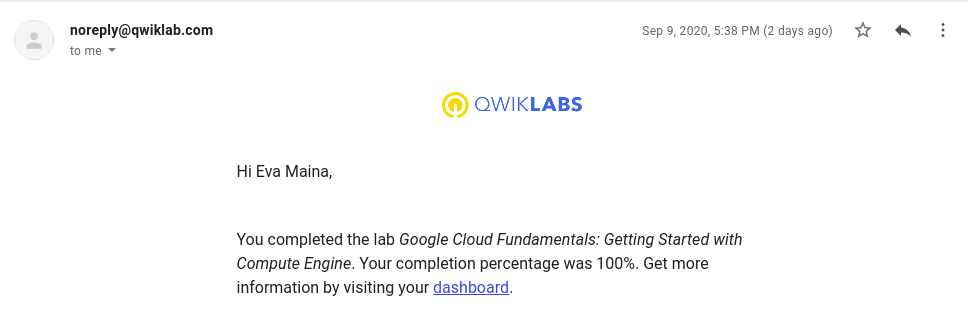 noreply@qwiklab.com
Sep 9, 2020, 5:38 PM (2 days ago)
to me
QWIKLABS
Hi Eva Maina,
You completed the lab Google Cloud Fundamentals: Getting Started with
Compute Engine. Your completion percentage was 100%. Get more
information by visiting your dashboard.